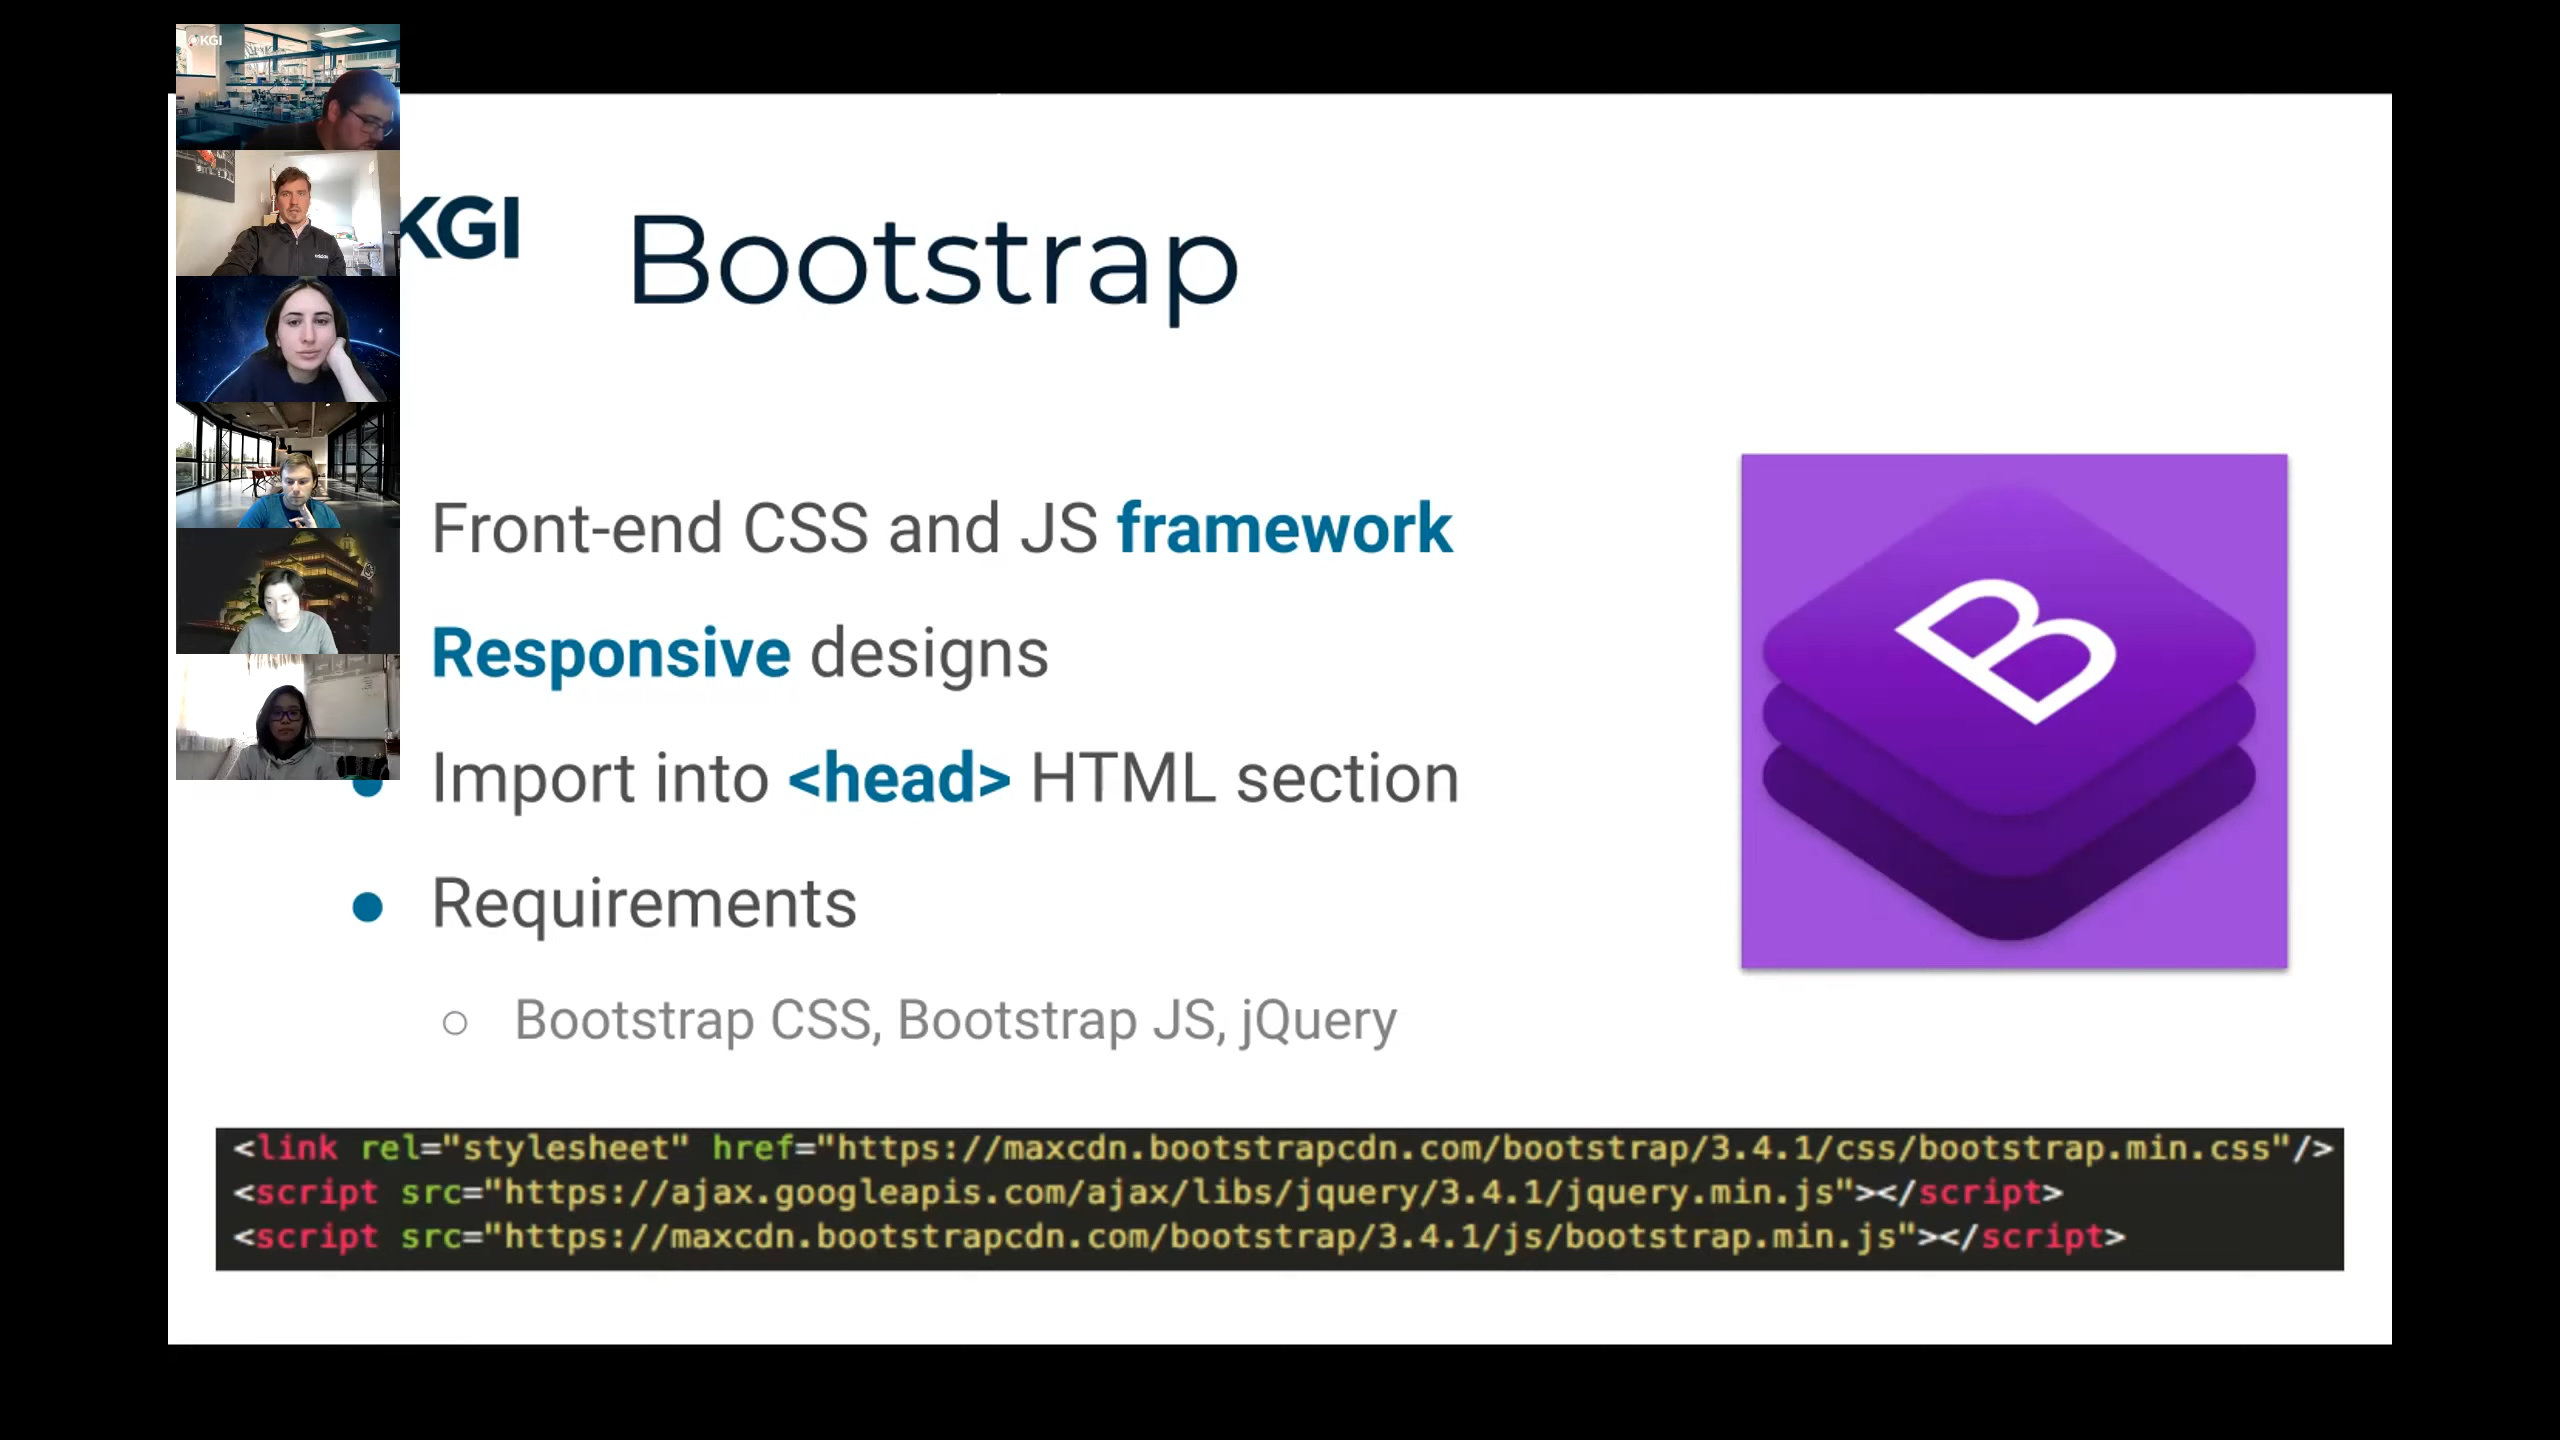 KGI
KGI
Bootstrap
Front-end CSS and JS framework
Responsive designs
Import into <head> HTML section
● Requirements
○ Bootstrap CSS, Bootstrap JS, jQuery
B
<link rel="stylesheet" href="https://maxcdn.bootstrapcdn.com/bootstrap/3.4.1/css/bootstrap.min.css"/>
<script src="https://ajax.googleapis.com/ajax/libs/jquery/3.4.1/jquery.min.js"></script>
<script src="https://maxcdn.bootstrapcdn.com/bootstrap/3.4.1/js/bootstrap.min.js"></script>